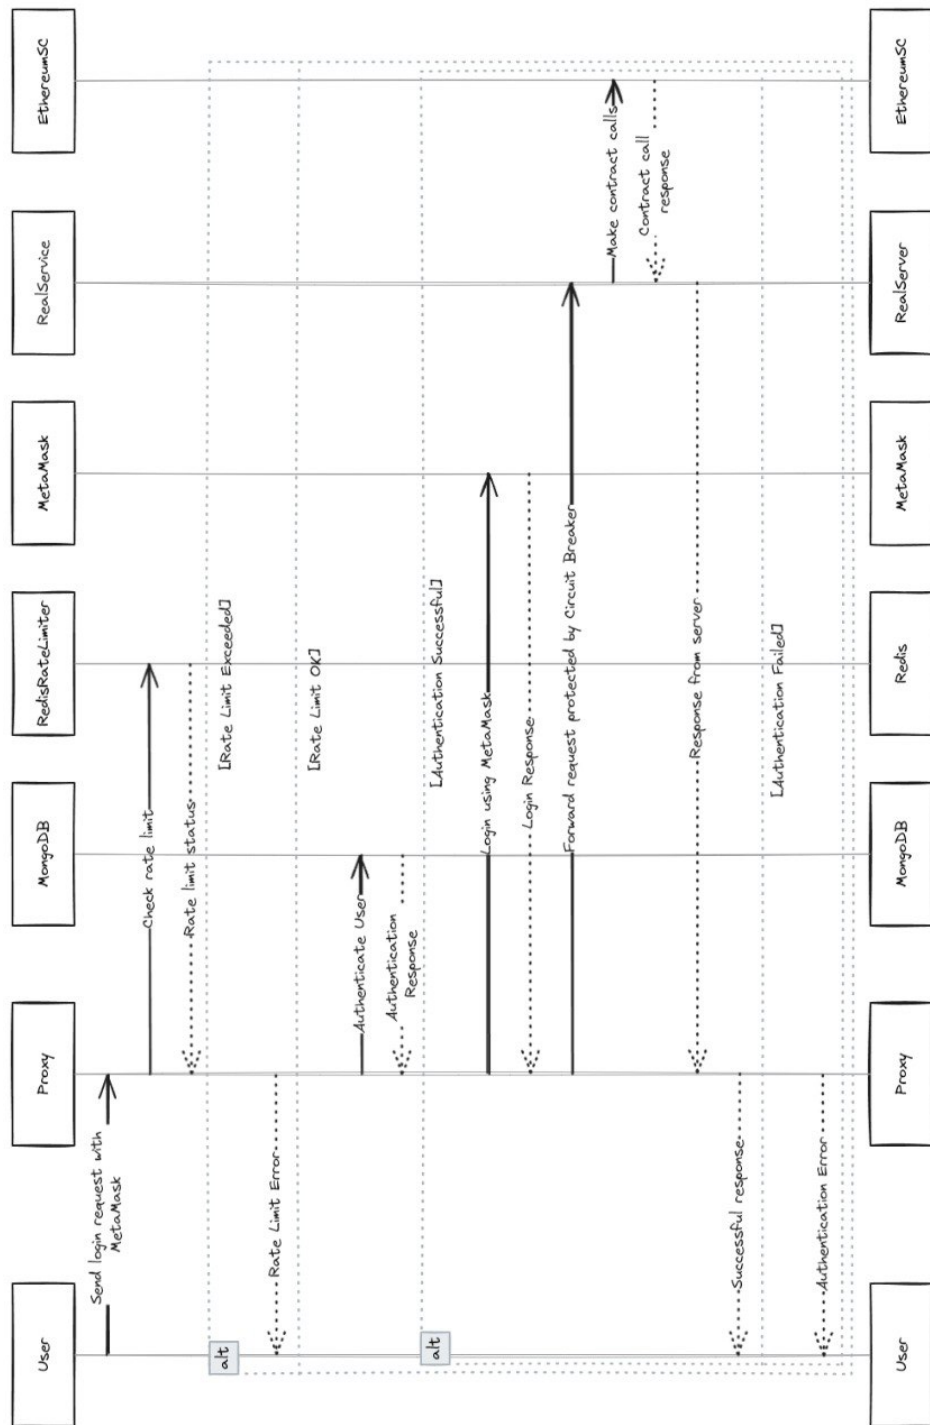 User
Proxy
MongoDB
RedisRateLimiter
MetaMask
RealService
EthereumSC
Send login request with
MetaMask
Check rate limit
Rate limit status
alt
[Rate Limit Exceeded]
Rate Limit Error
[Rate Limit OK]
Authenticate User
Authentication
Response
alt
[Authentication Successful]
Login using MetaMask
Login Response
Forward request protected by Circuit Breaker
Make contract calls
Contract call
response
Response from server
Successful response
[Authentication Failed]
Authentication Error
User
Proxy
MongoDB
Redis
MetaMask
RealServer
EthereumSC